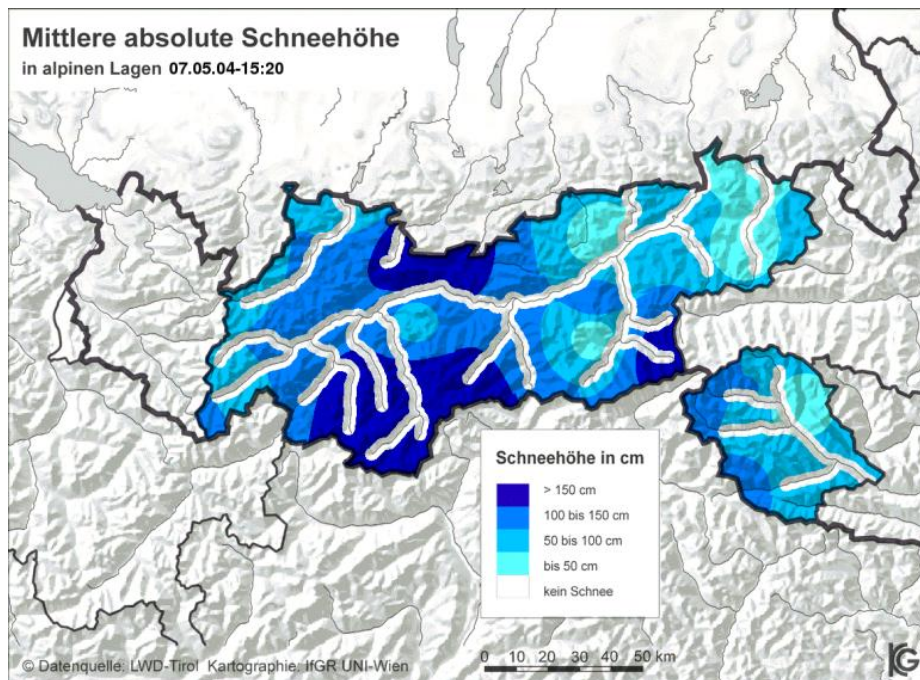 Mittlere absolute Schneehöhe
in alpinen Lagen 07.05.04-15:20
Schneehöhe in cm
> 150 cm
100 bis 150 cm
50 bis 100 cm
bis 50 cm
kein Schnee
© Datenquelle: LWD-Tirol Kartographie: IfGR UNI-Wien
0 10 20 30 40 50 km